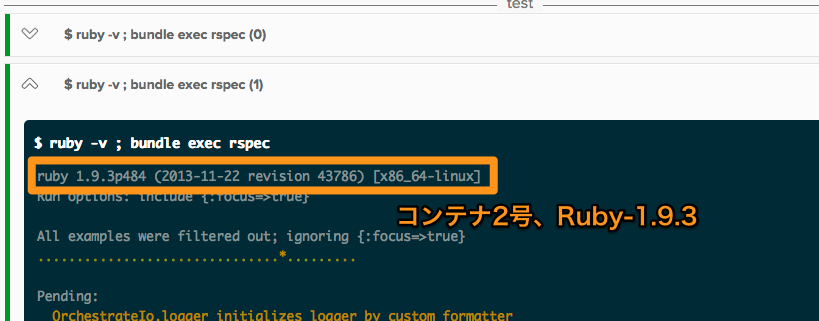 test
$ ruby -v ; bundle exec rspec (0)
$ ruby -v ; bundle exec rspec (1)
$ ruby -v ; bundle exec rspec
ruby 1.9.3p484 (2013-11-22 revision 43786) [x86_64-linux]
Run options: include {:focus=>true}
コンテナ2号、Ruby-1.9.3
All examples were filtered out; ignoring {:focus=>true}
..............................*.........
Pending:
OrchestrateIo.logger initializes logger by custom formatter